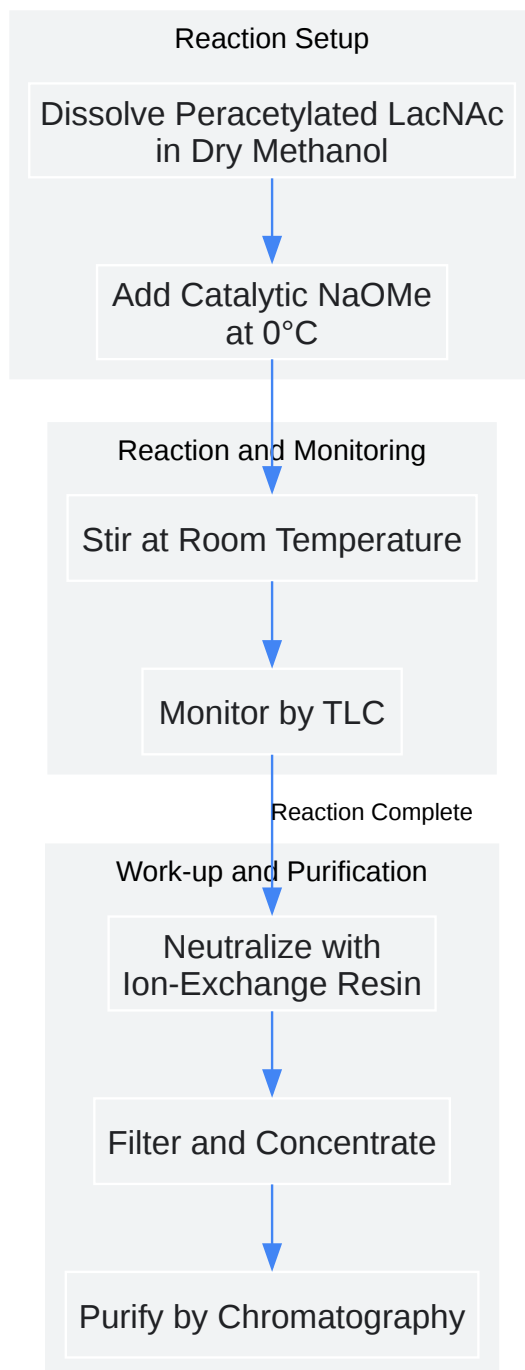 Reaction Setup
Dissolve Peracetylated LacNAc
in Dry Methanol
Add Catalytic NaOMe
at 0°C
Reaction and Monitoring
Stir at Room Temperature
Monitor by TLC
Reaction Complete
Work-up and Purification
Neutralize with
Ion-Exchange Resin
Filter and Concentrate
Purify by Chromatography